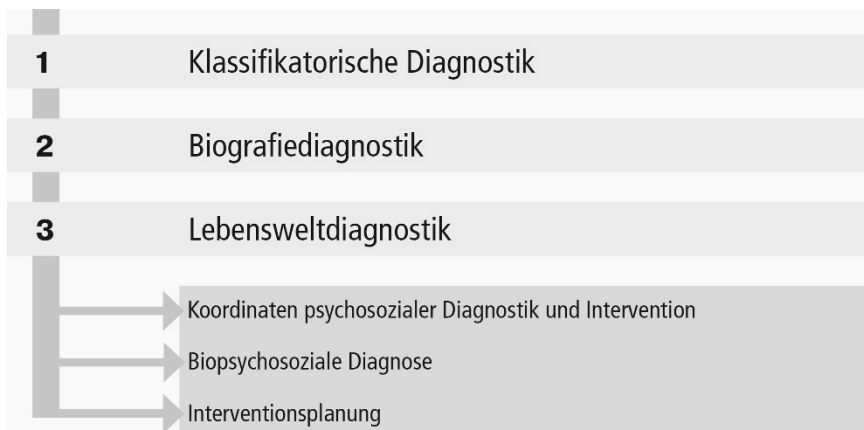 1 Klassifikatorische Diagnostik
2 Biografiediagnostik
3 Lebensweltdiagnostik
Koordinaten psychosozialer Diagnostik und Intervention
Biopsychosoziale Diagnose
Interventionsplanung